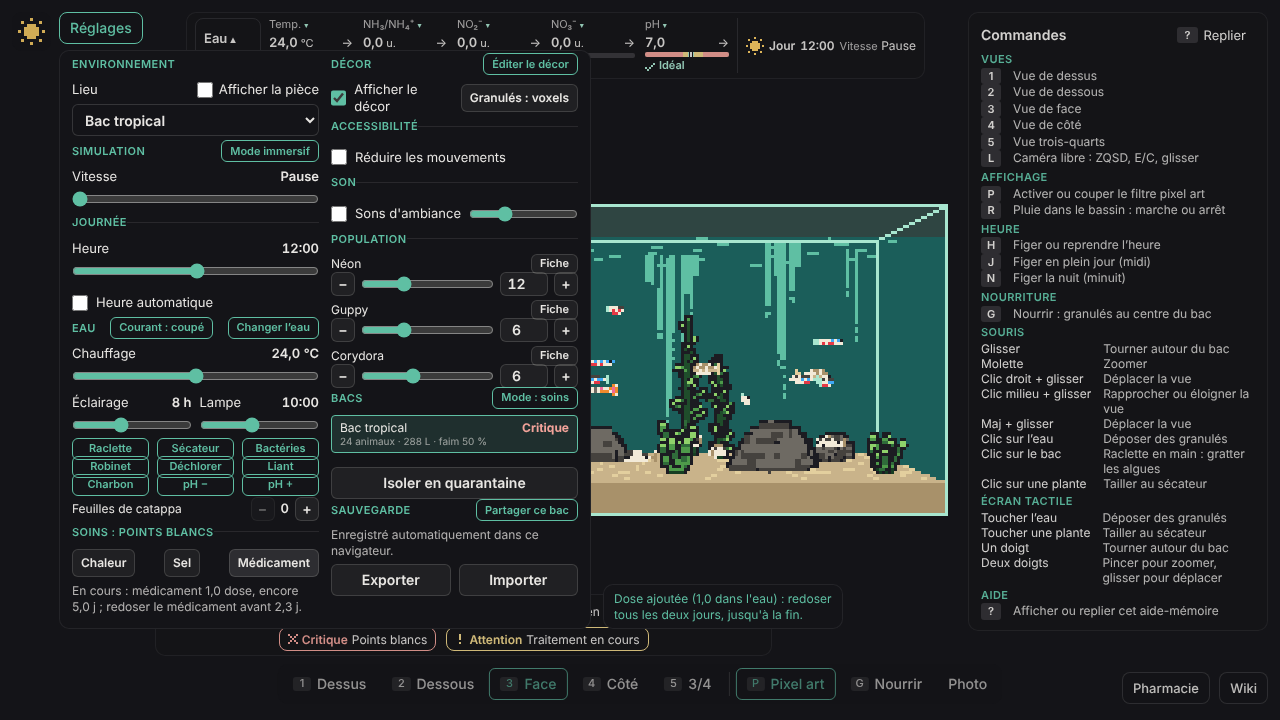 Réglages
Eau ▴
Temp. ▾
24,0 °C →
NH₃/NH₄⁺ ▾
0,0 u. →
NO₂⁻ ▾
0,0 u. →
NO₃⁻ ▾
0,0 u. →
pH ▾
7,0 →
Idéal
Jour 12:00 Vitesse Pause
ENVIRONNEMENT
Lieu Afficher la pièce
Bac tropical
SIMULATION Mode immersif
Vitesse Pause
JOURNÉE
Heure 12:00
Heure automatique
EAU Courant : coupé Changer l'eau
Chauffage 24,0 °C
Éclairage 8 h Lampe 10:00
Raclette Sécateur Bactéries
Robinet Déchlorer Liant
Charbon pH − pH +
Feuilles de catappa − 0 +
SOINS : POINTS BLANCS
Chaleur Sel Médicament
En cours : médicament 1,0 dose, encore
5,0 j ; redoser le médicament avant 2,3 j.
DÉCOR Éditer le décor
Afficher le
décor
Granulés : voxels
ACCESSIBILITÉ
Réduire les mouvements
SON
Sons d'ambiance
POPULATION
Néon Fiche
− 12 +
Guppy Fiche
− 6 +
Corydora Fiche
− 6 +
BACS Mode : soins
Bac tropical Critique
24 animaux · 288 L · faim 50 %
Isoler en quarantaine
SAUVEGARDE Partager ce bac
Enregistré automatiquement dans ce
navigateur.
Exporter Importer
en
Dose ajoutée (1,0 dans l'eau) : redoser
tous les deux jours, jusqu'à la fin.
Critique Points blancs
! Attention Traitement en cours
1 Dessus 2 Dessous 3 Face 4 Côté 5 3/4 P Pixel art G Nourrir Photo
Commandes ? Replier
VUES
1 Vue de dessus
2 Vue de dessous
3 Vue de face
4 Vue de côté
5 Vue trois-quarts
L Caméra libre : ZQSD, E/C, glisser
AFFICHAGE
P Activer ou couper le filtre pixel art
R Pluie dans le bassin : marche ou arrêt
HEURE
H Figer ou reprendre l'heure
J Figer en plein jour (midi)
N Figer la nuit (minuit)
NOURRITURE
G Nourrir : granulés au centre du bac
SOURIS
Glisser Tourner autour du bac
Molette Zoomer
Clic droit + glisser Déplacer la vue
Clic milieu + glisser Rapprocher ou éloigner la
vue
Maj + glisser Déplacer la vue
Clic sur l'eau Déposer des granulés
Clic sur le bac Raclette en main : gratter
les algues
Clic sur une plante Tailler au sécateur
ÉCRAN TACTILE
Toucher l'eau Déposer des granulés
Toucher une plante Tailler au sécateur
Un doigt Tourner autour du bac
Deux doigts Pincer pour zoomer,
glisser pour déplacer
AIDE
? Afficher ou replier cet aide-mémoire
Pharmacie Wiki